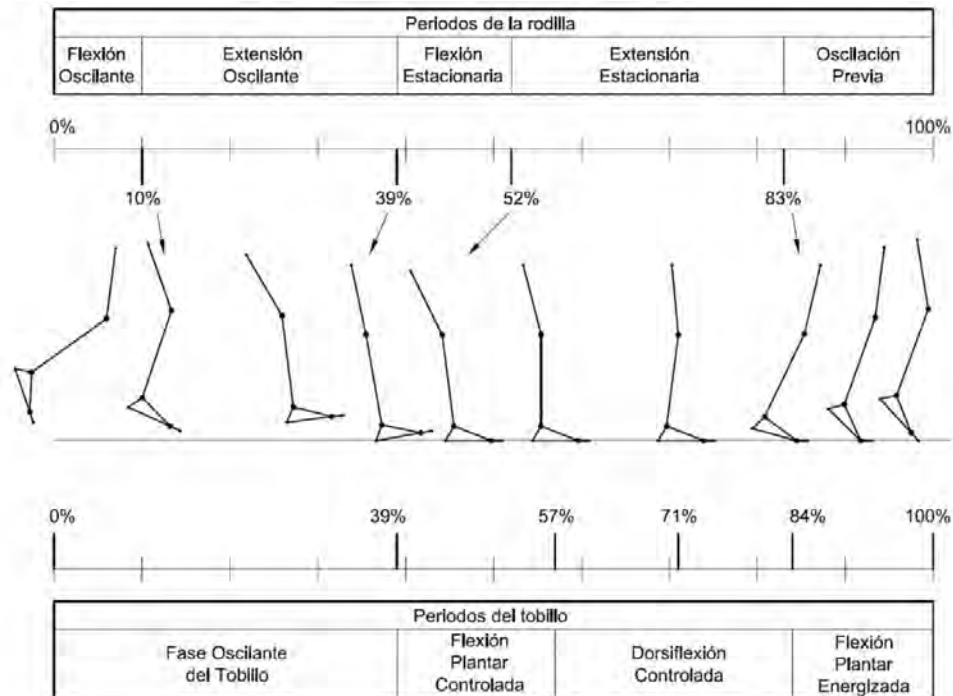 Periodos de la rodilla
Flexión Oscilante
Extensión Oscilante
Flexión Estacionaria
Extensión Estacionaria
Oscilación Previa
0% 100%
10% 39% 52% 83%
0% 39% 57% 71% 84% 100%
Periodos del tobillo
Fase Oscilante del Tobillo
Flexión Plantar Controlada
Dorsiflexión Controlada
Flexión Plantar Energizada